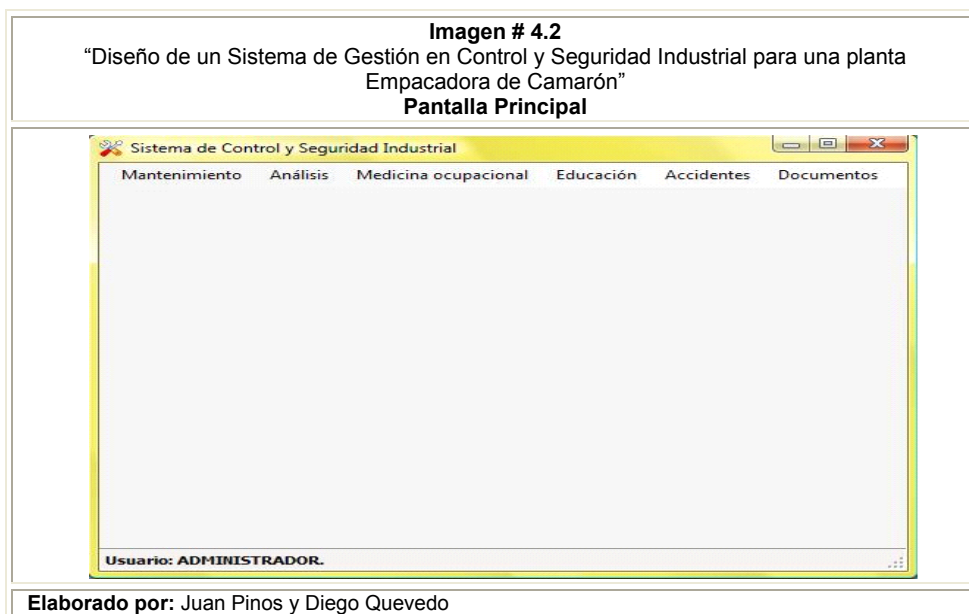 Imagen # 4.2
“Diseño de un Sistema de Gestión en Control y Seguridad Industrial para una planta
Empacadora de Camarón”
Pantalla Principal
Sistema de Control y Seguridad Industrial
Mantenimiento Análisis Medicina ocupacional Educación Accidentes Documentos
Usuario: ADMINISTRADOR.
Elaborado por: Juan Pinos y Diego Quevedo